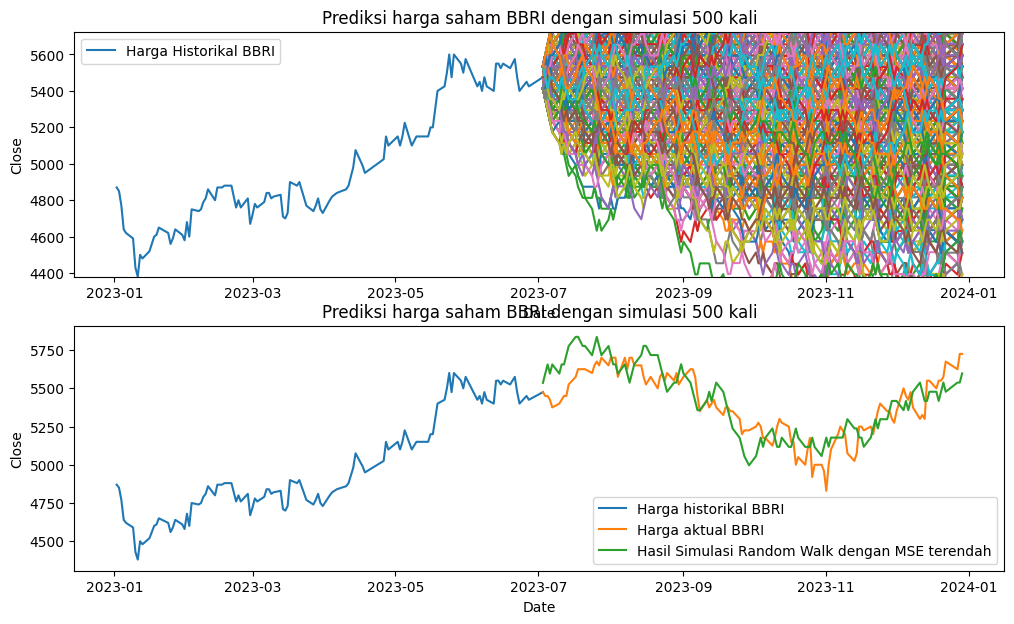 Prediksi harga saham BBRI dengan simulasi 500 kali
Harga Historikal BBRI
Close
5600
5400
5200
5000
4800
4600
4400
2023-01 2023-03 2023-05 2023-07 2023-09 2023-11 2024-01
Date
Prediksi harga saham BBRI dengan simulasi 500 kali
Close
5750
5500
5250
5000
4750
4500
Harga historikal BBRI
Harga aktual BBRI
Hasil Simulasi Random Walk dengan MSE terendah
2023-01 2023-03 2023-05 2023-07 2023-09 2023-11 2024-01
Date